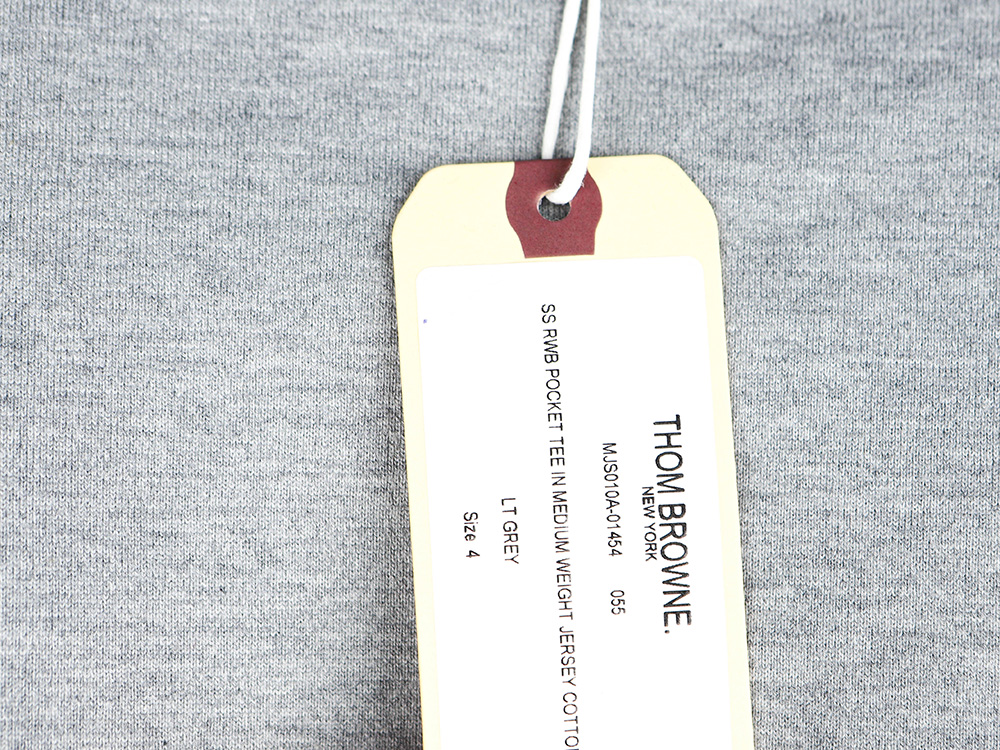 THOM BROWNE.
NEW YORK
MJS010A-01454 055
SS RWB POCKET TEE IN MEDIUM WEIGHT JERSEY COTTO
LT GREY
Size 4